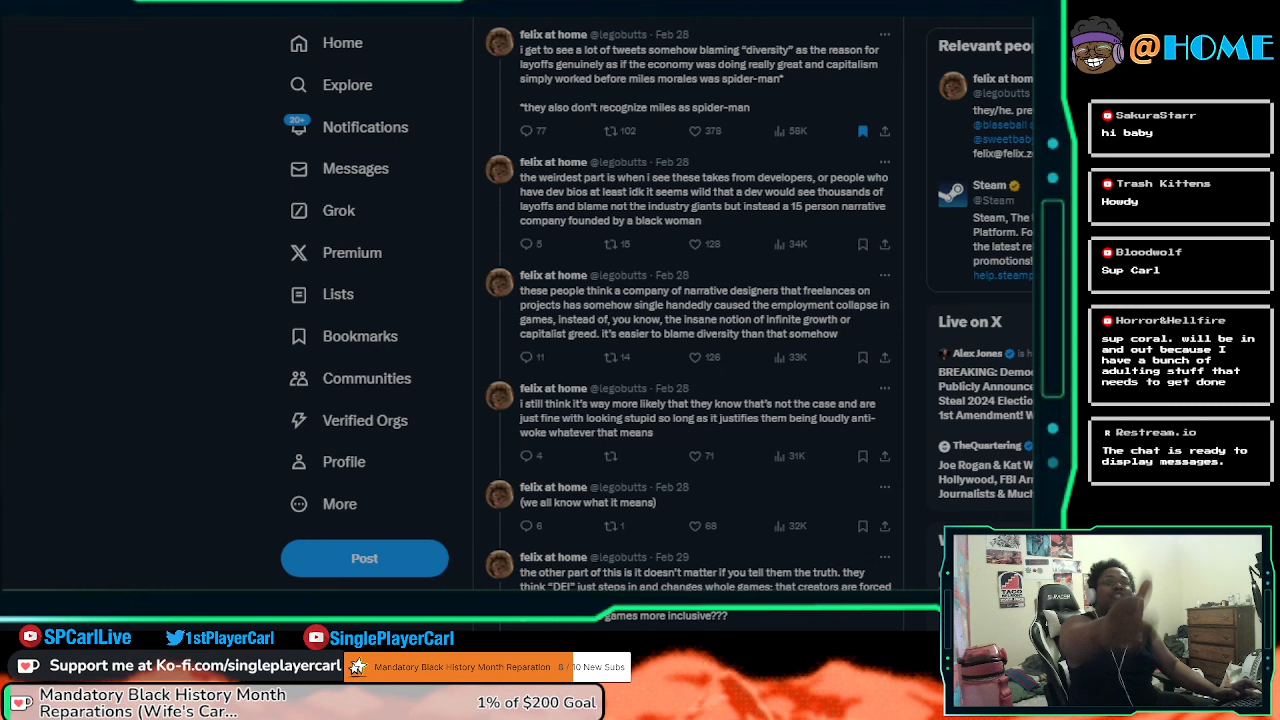 Home
Explore
20+
Notifications
Messages
Grok
Premium
Lists
Bookmarks
Communities
Verified Orgs
Profile
More
Post
felix at home @legobutts · Feb 28
i get to see a lot of tweets somehow blaming "diversity" as the reason for
layoffs genuinely as if the economy was doing really great and capitalism
simply worked before miles morales was spider-man*
*they also don't recognize miles as spider-man
77 102 378 56K
felix at home @legobutts · Feb 28
the weirdest part is when i see these takes from developers, or people who
have dev bios at least idk it seems wild that a dev would see thousands of
layoffs and blame not the industry giants but instead a 15 person narrative
company founded by a black woman
5 15 128 34K
felix at home @legobutts · Feb 28
these people think a company of narrative designers that freelances on
projects has somehow single handedly caused the employment collapse in
games, instead of, you know, the insane notion of infinite growth or
capitalist greed. it's easier to blame diversity than that somehow
11 14 126 33K
felix at home @legobutts · Feb 28
i still think it's way more likely that they know that's not the case and are
just fine with looking stupid so long as it justifies them being loudly anti-
woke whatever that means
4 71 31K
felix at home @legobutts · Feb 28
(we all know what it means)
6 1 68 32K
felix at home @legobutts · Feb 29
the other part of this is it doesn't matter if you tell them the truth. they
think "DEI" just steps in and changes whole games; that creators are forced
games more inclusive???
Relevant peop
felix at hom
@legobutts
they/he. pre
@blaseball
@sweetbab
felix@felix.z
Steam
@Steam
Steam, The
Platform. Fo
the latest re
promotions!
help.steamp
Live on X
Alex Jones is h
BREAKING: Demo
Publicly Announce
Steal 2024 Electio
1st Amendment! W
TheQuartering
Joe Rogan & Kat W
Hollywood, FBI Arr
Journalists & Much
@HOME
SakuraStarr
hi baby
Trash Kittens
Howdy
Bloodwolf
Sup Carl
Horror&Hellfire
sup coral. will be in
and out because I
have a bunch of
adulting stuff that
needs to get done
R Restream.io
The chat is ready to
display messages.
TACO
S-RACER
SPCarlLive 1stPlayerCarl SinglePlayerCarl
Support me at Ko-fi.com/singleplayercarl
Mandatory Black History Month Reparation 8 / 10 New Subs
Mandatory Black History Month
Reparations (Wife's Car...
1% of $200 Goal